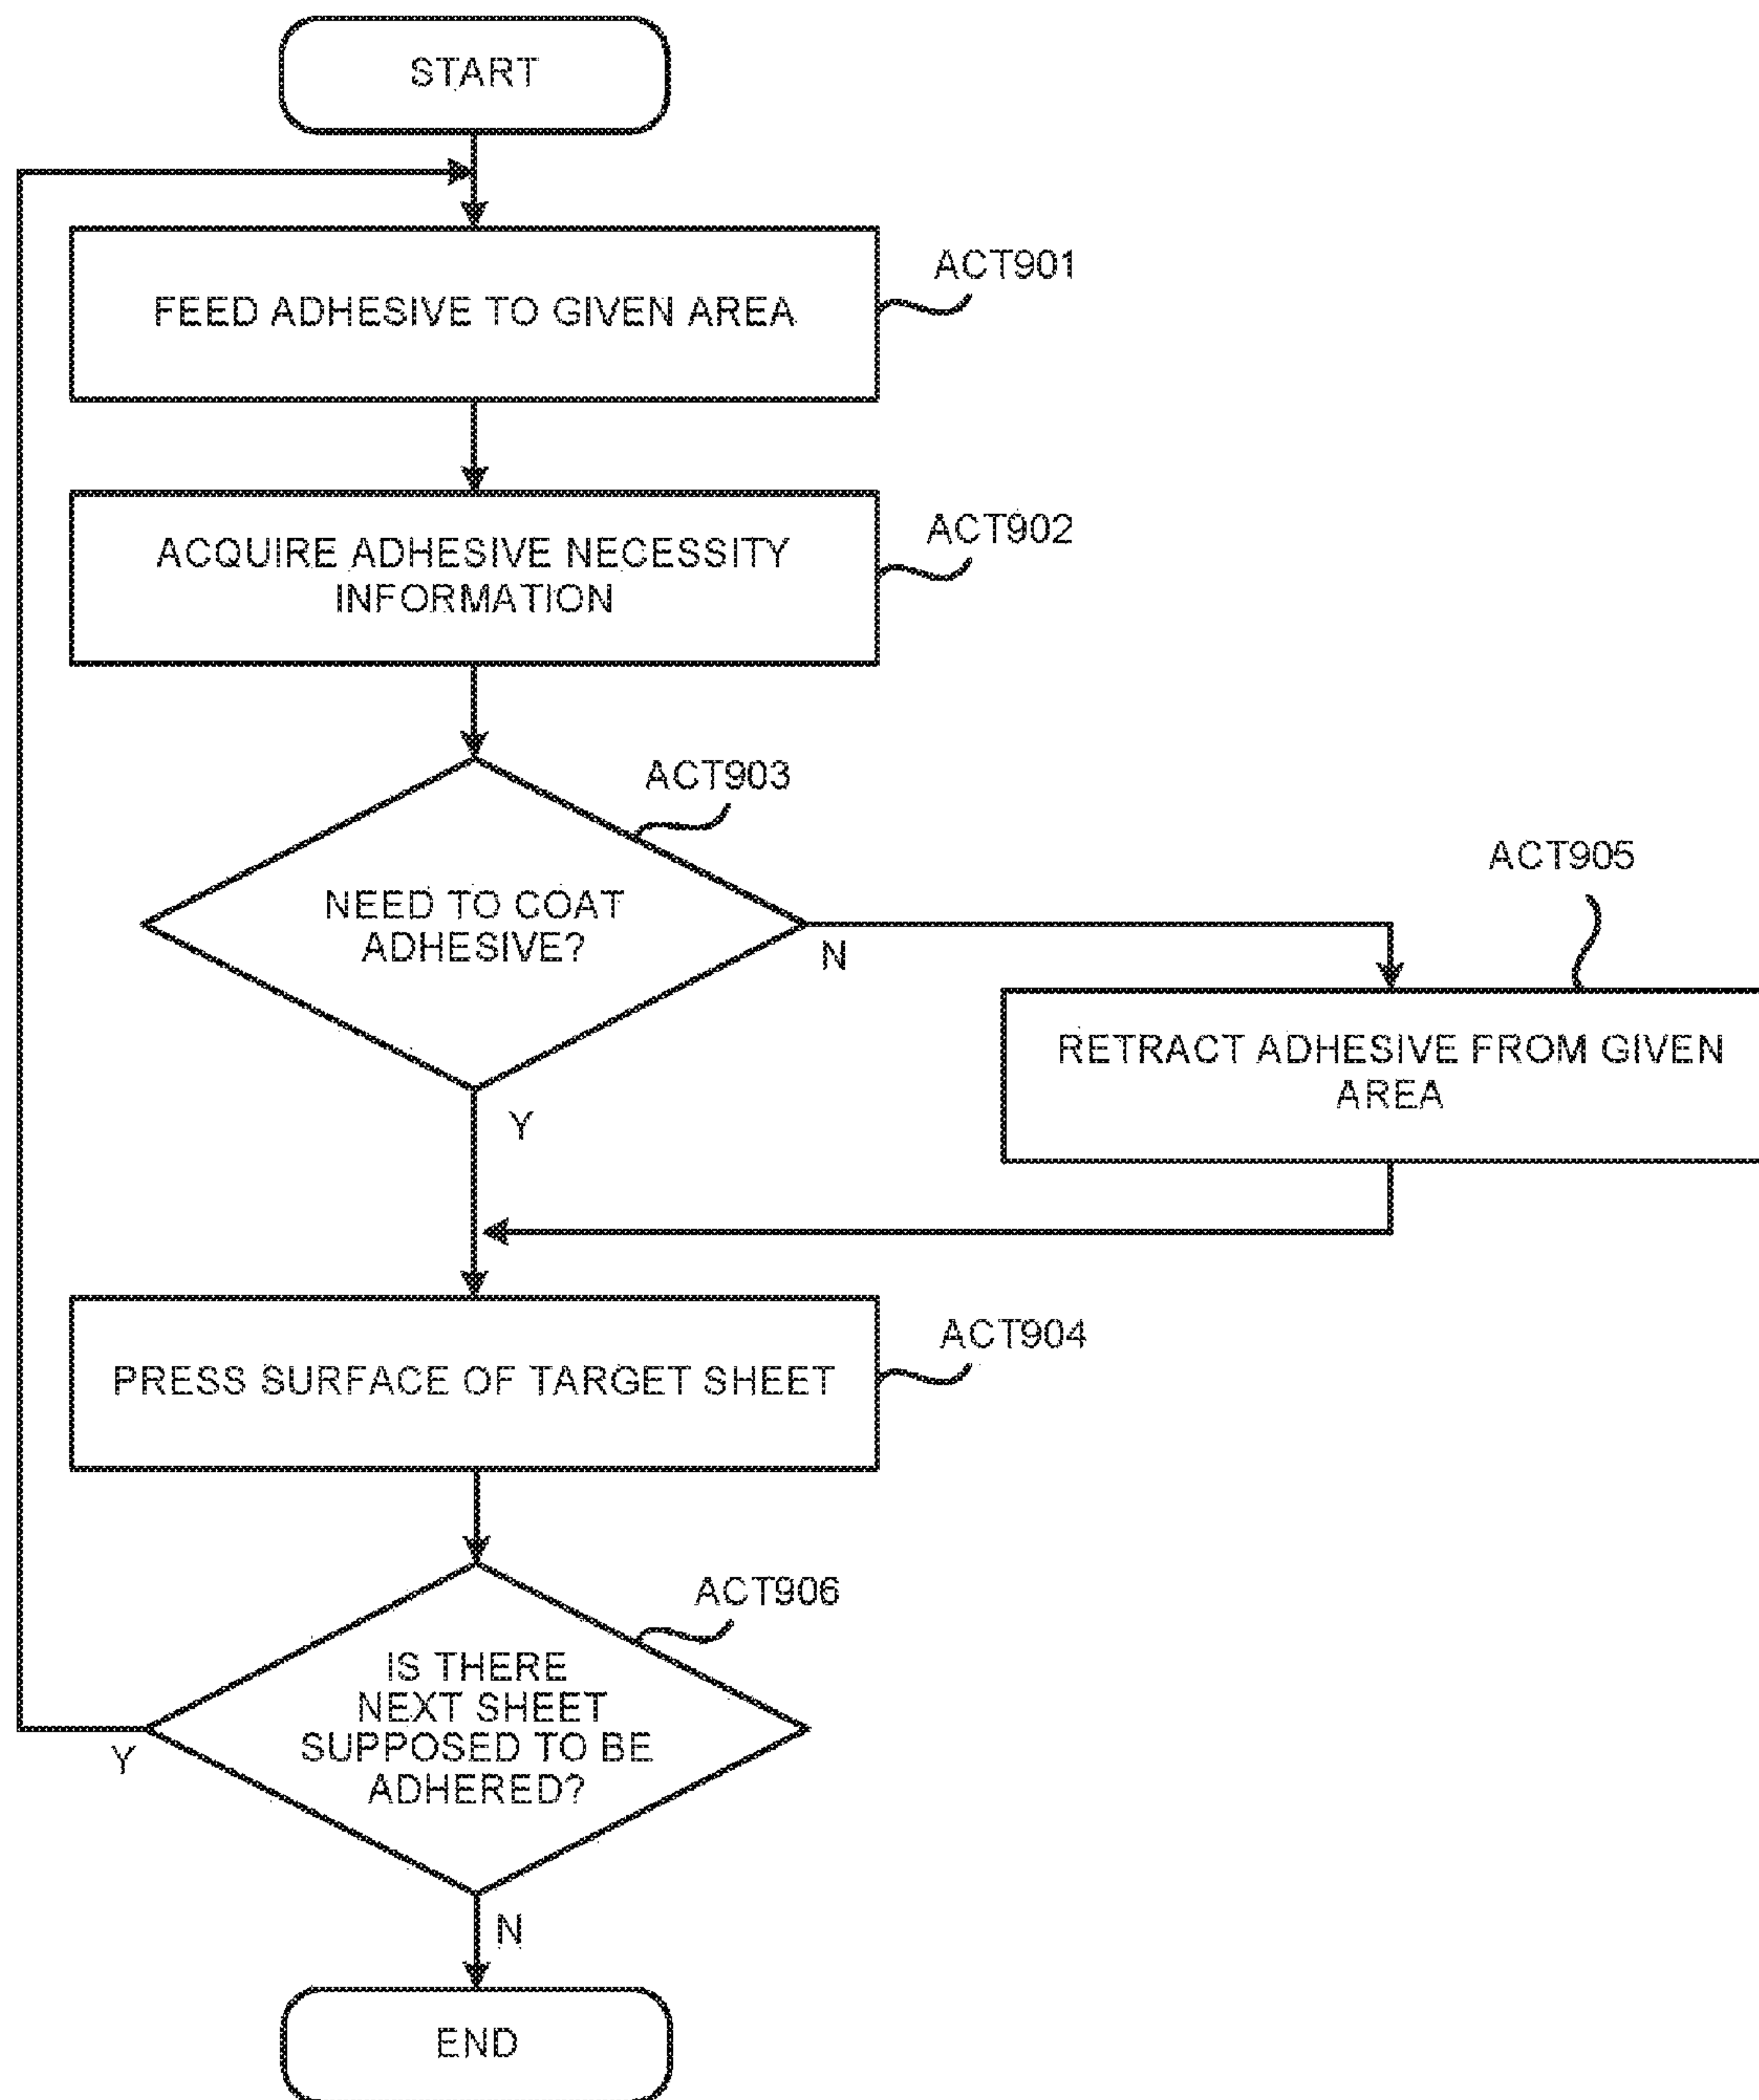 START
FEED ADHESIVE TO GIVEN AREA
ACT901
ACQUIRE ADHESIVE NECESSITY
INFORMATION
ACT902
ACT903
NEED TO COAT
ADHESIVE?
N
Y
ACT905
RETRACT ADHESIVE FROM GIVEN
AREA
PRESS SURFACE OF TARGET SHEET
ACT904
ACT906
IS THERE
NEXT SHEET
SUPPOSED TO BE
ADHERED?
Y
N
END